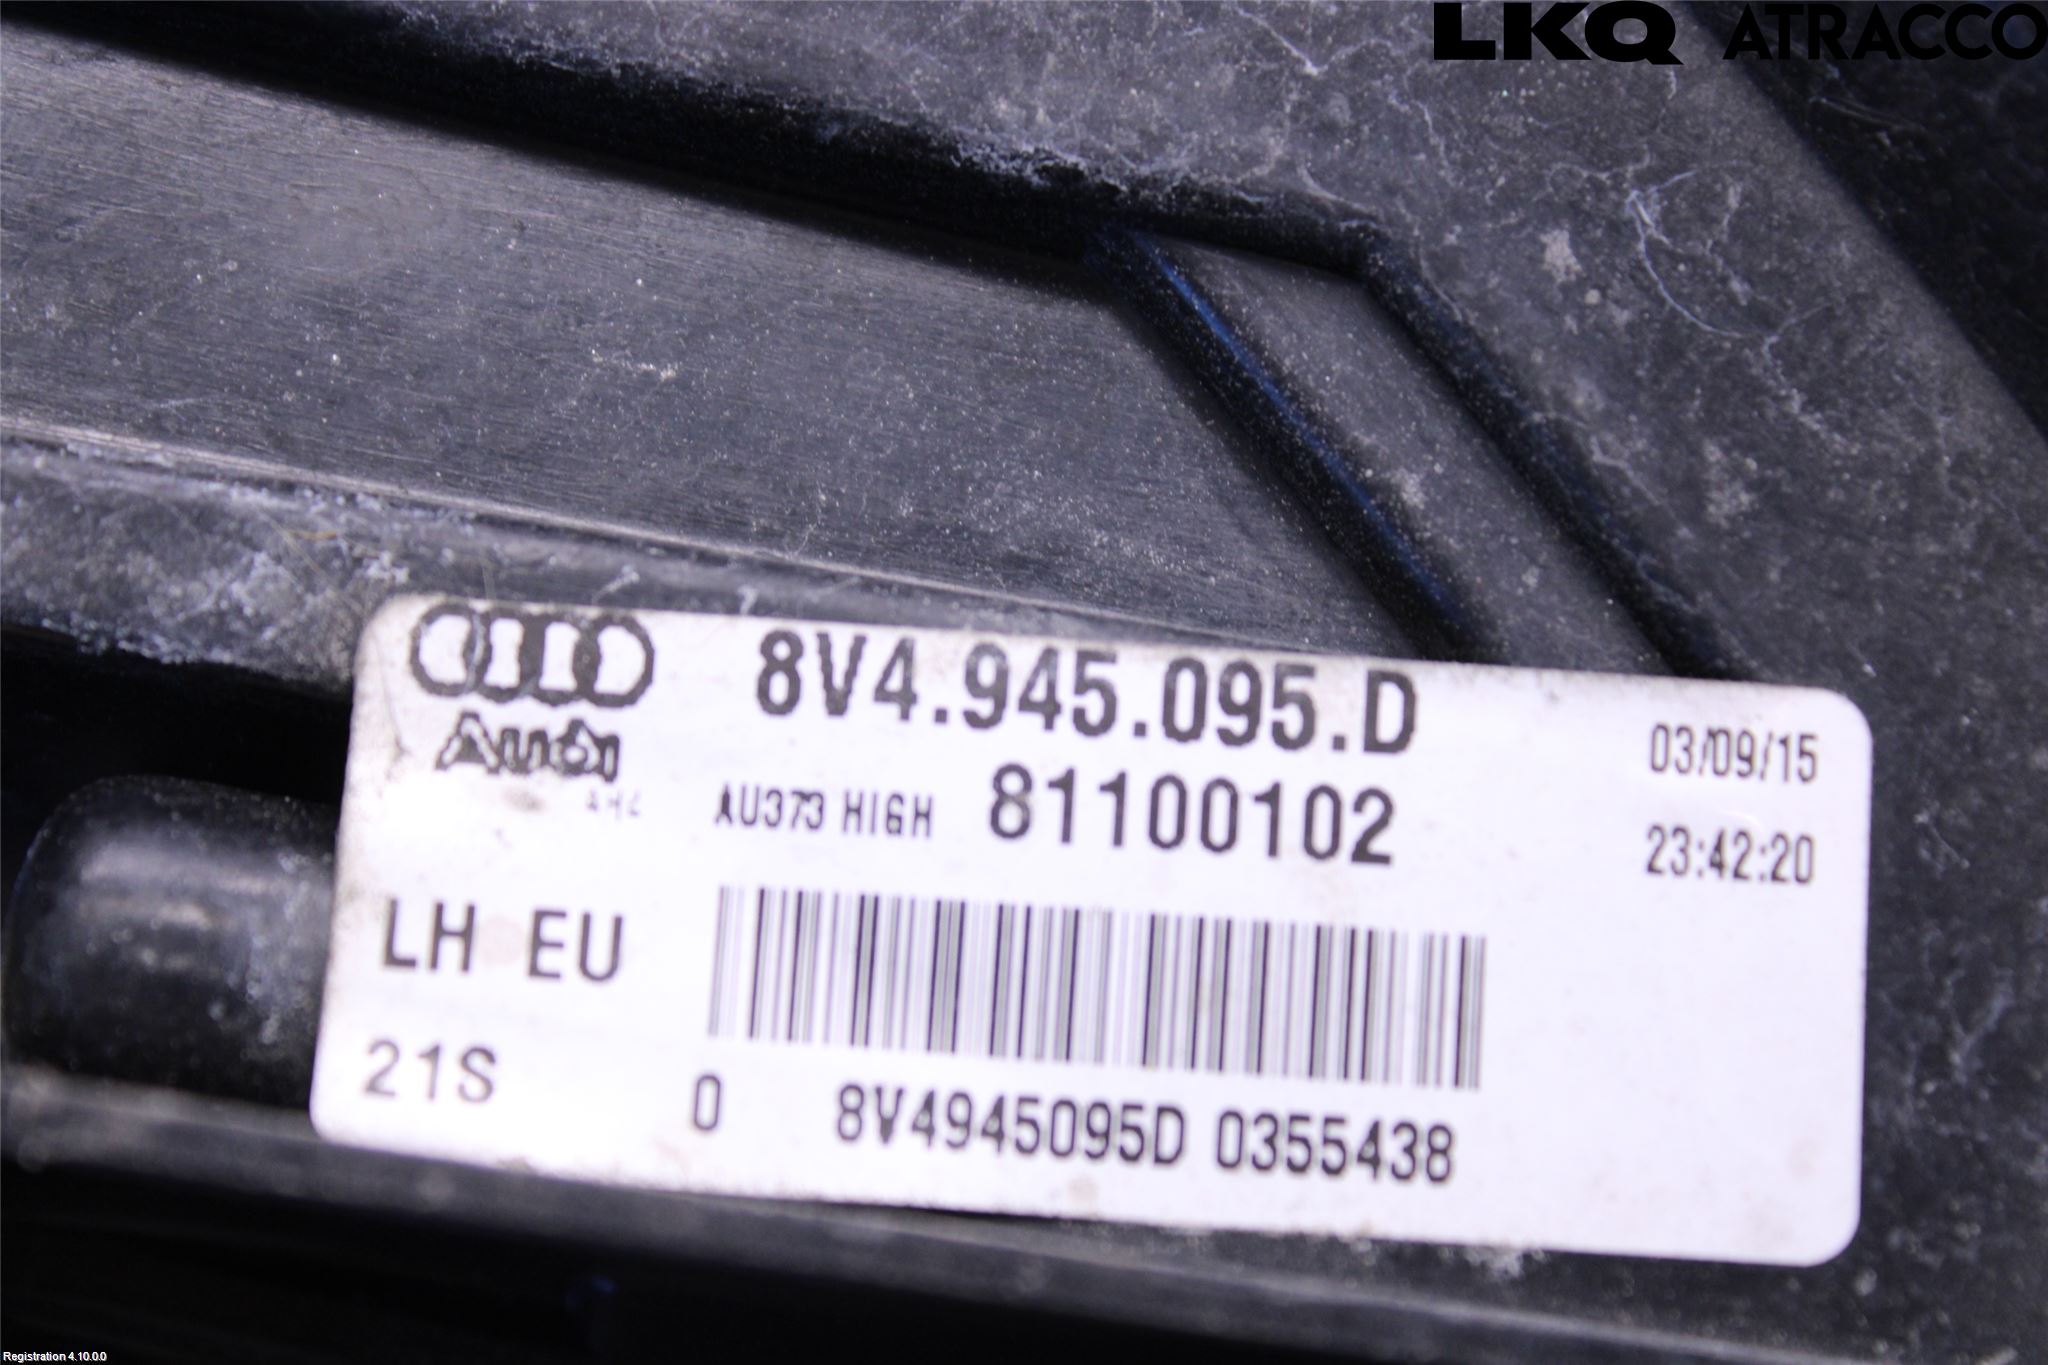 LKQ ATRACCO
Audi
8V4.945.095.D
03/09/15
AU373 HIGH 81100102
23:42:20
LH EU
21S
0 8V4945095D 0355438
Registration 4.10.0.0